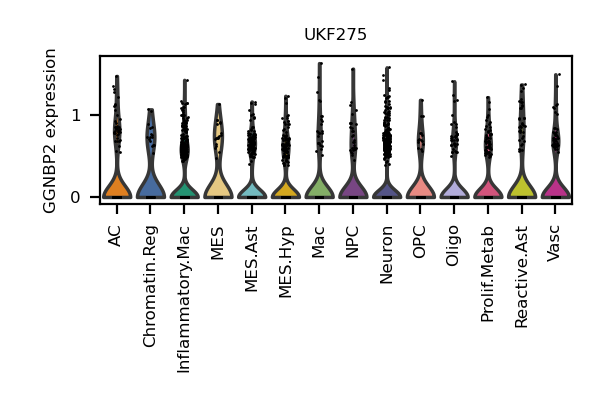 UKF275
GGNBP2 expression
1
0
AC
Chromatin.Reg
Inflammatory.Mac
MES
MES.Ast
MES.Hyp
Mac
NPC
Neuron
OPC
Oligo
Prolif.Metab
Reactive.Ast
Vasc